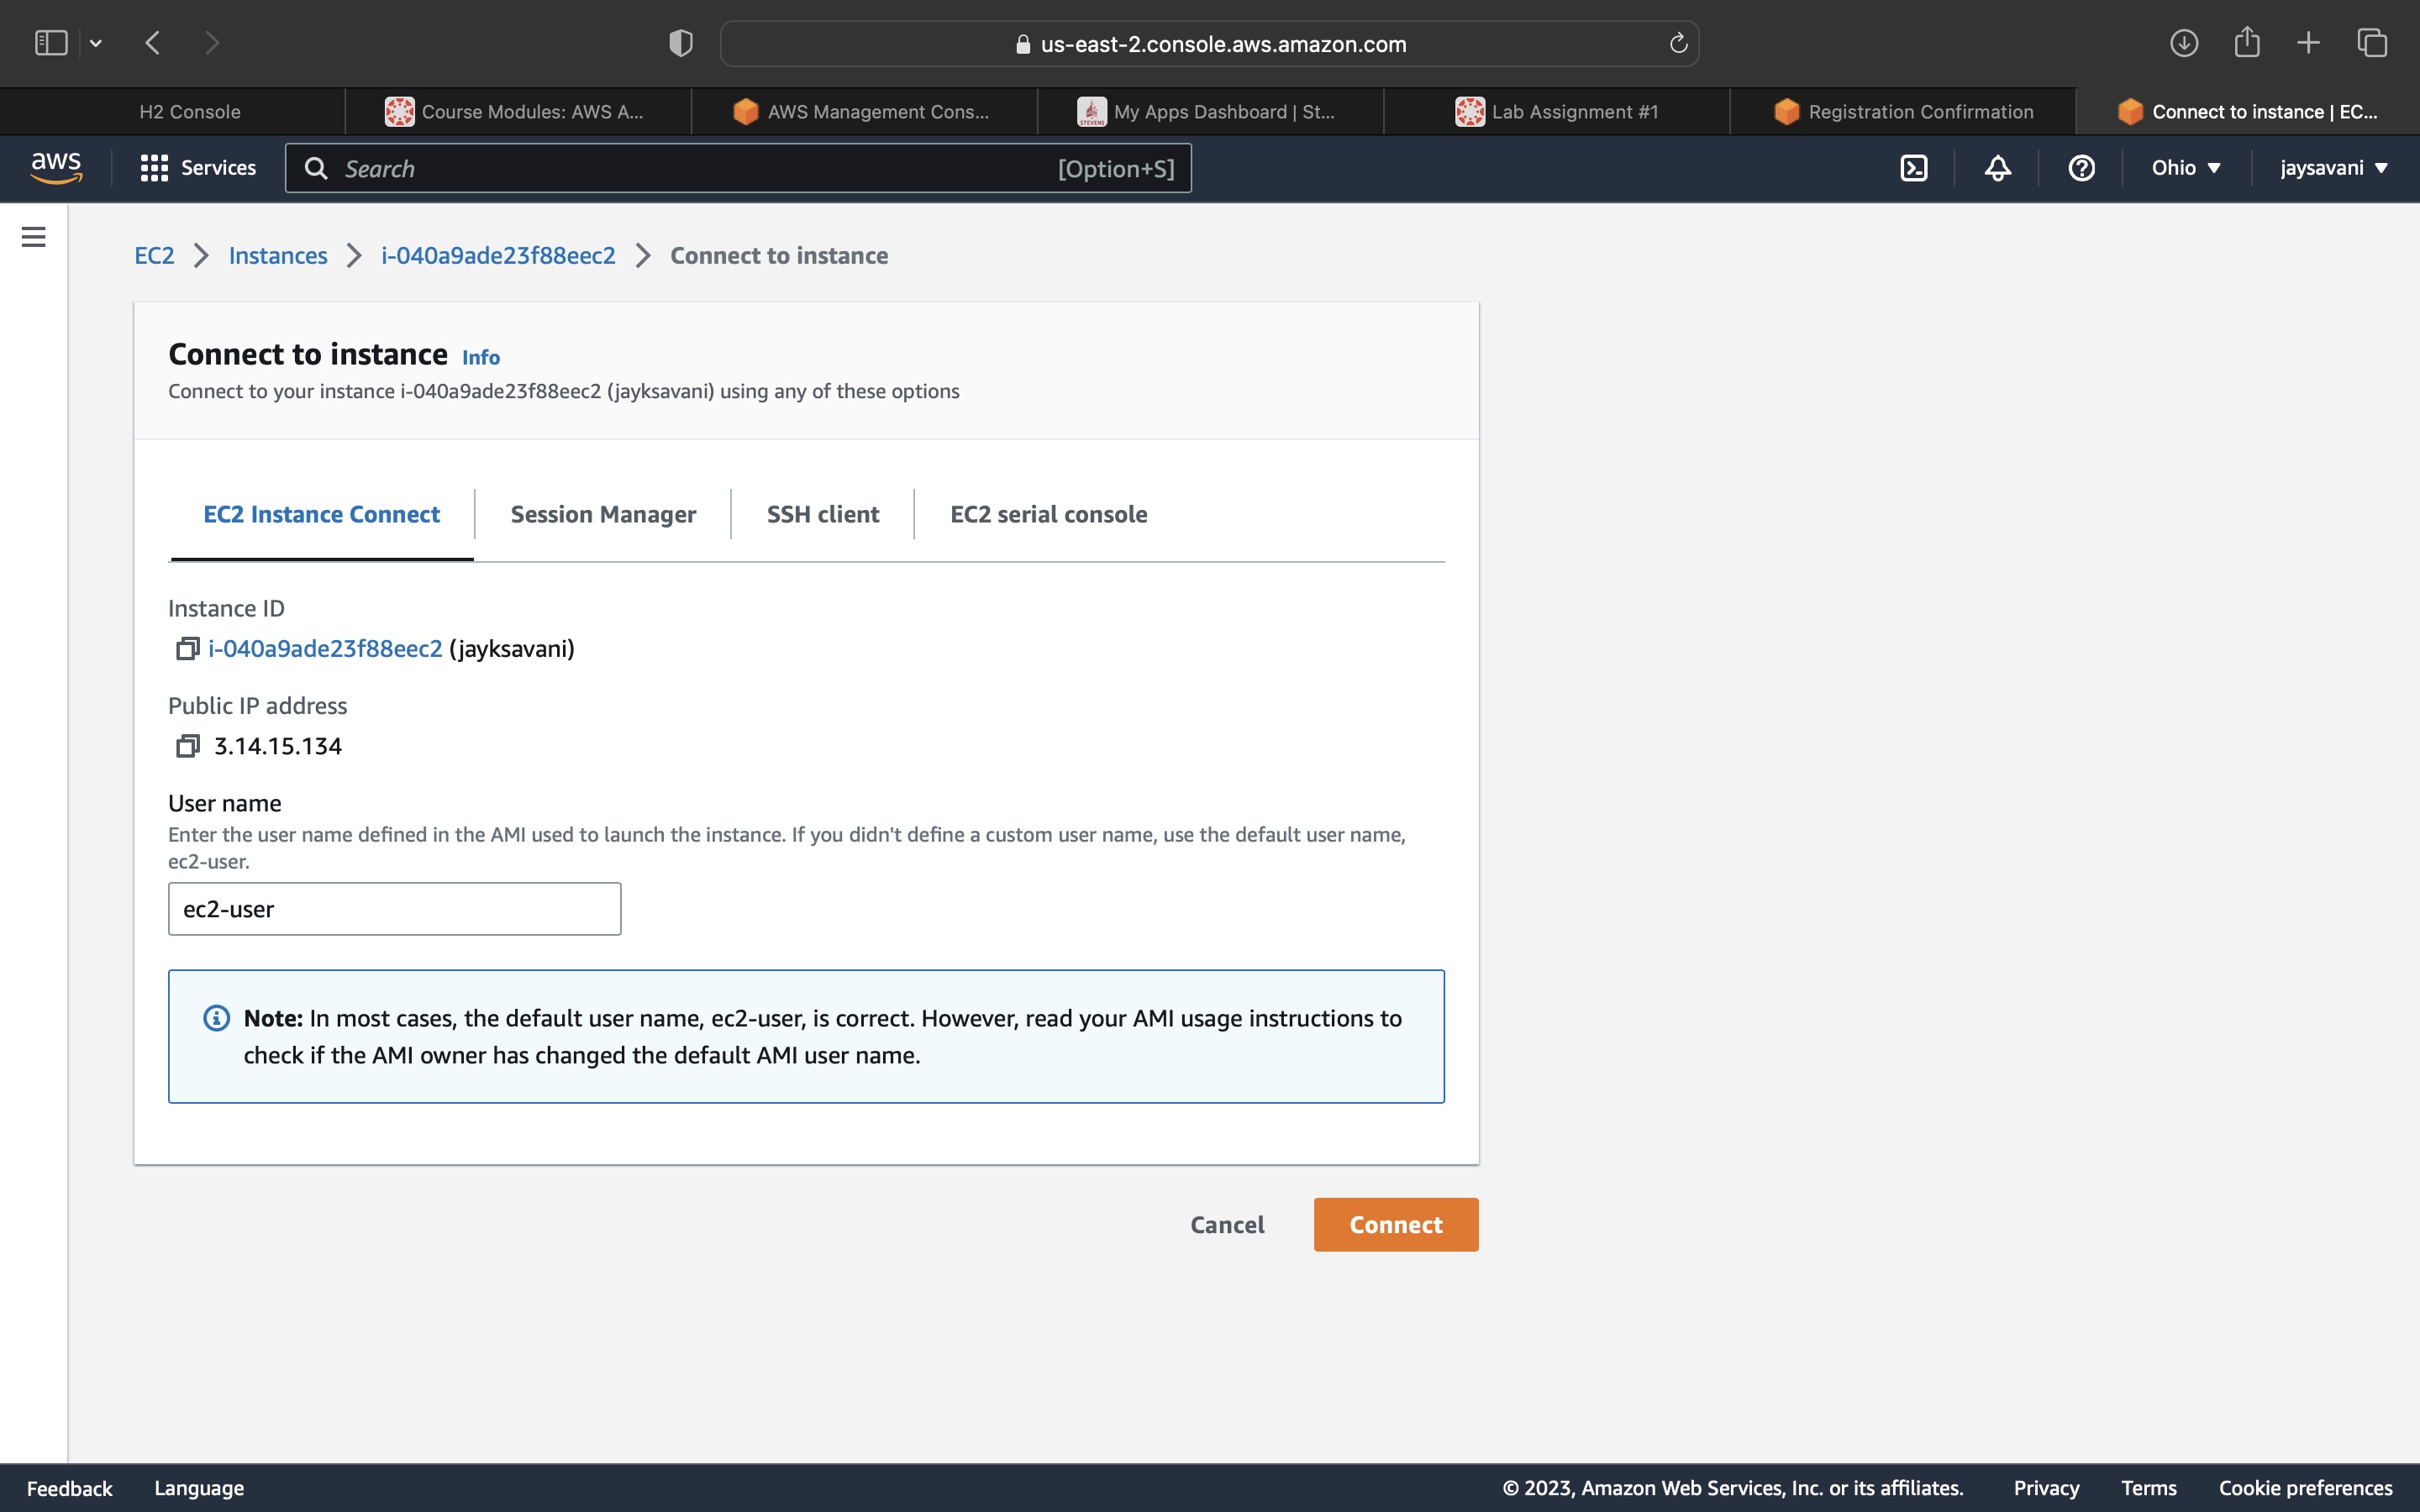 us-east-2.console.aws.amazon.com
H2 Console
Course Modules: AWS A...
AWS Management Cons...
STEVENS
My Apps Dashboard | St...
Lab Assignment #1
Registration Confirmation
Connect to instance | EC...
aws
Services
Search
[Option+S]
Ohio
jaysavani
EC2
Instances
i-040a9ade23f88eec2
Connect to instance
Connect to instance Info
Connect to your instance i-040a9ade23f88eec2 (jayksavani) using any of these options
EC2 Instance Connect
Session Manager
SSH client
EC2 serial console
Instance ID
i-040a9ade23f88eec2 (jayksavani)
Public IP address
3.14.15.134
User name
Enter the user name defined in the AMI used to launch the instance. If you didn't define a custom user name, use the default user name,
ec2-user.
ec2-user
Note: In most cases, the default user name, ec2-user, is correct. However, read your AMI usage instructions to
check if the AMI owner has changed the default AMI user name.
Cancel
Connect
Feedback
Language
© 2023, Amazon Web Services, Inc. or its affiliates.
Privacy
Terms
Cookie preferences